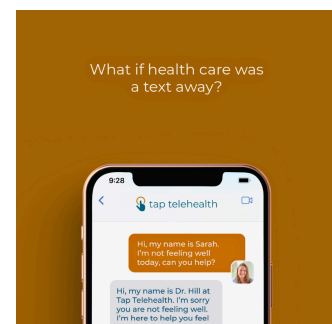 What if health care was
a text away?
9:28
tap telehealth
Hi, my name is Sarah.
I'm not feeling well
today, can you help?
Hi, my name is Dr. Hill at
Tap Telehealth. I'm sorry
you are not feeling well.
I'm here to help you feel